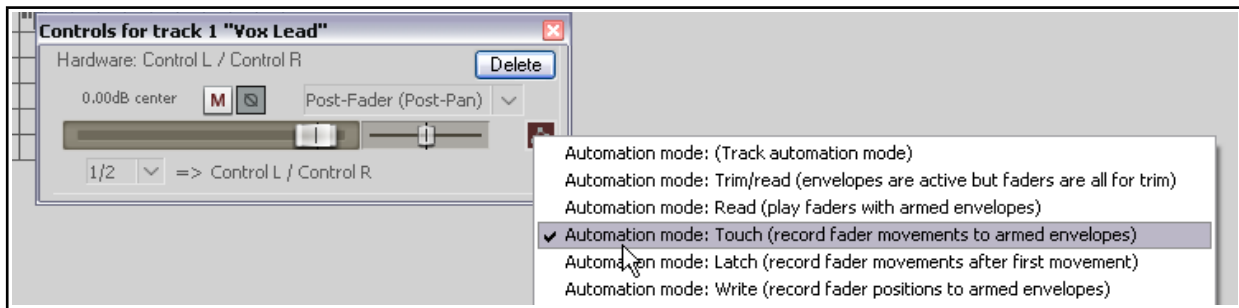 Controls for track 1 "Vox Lead"
Hardware: Control L / Control R
Delete
0.00dB center M Post-Fader (Post-Pan)
1/2 => Control L / Control R
Automation mode: (Track automation mode)
Automation mode: Trim/read (envelopes are active but faders are all for trim)
Automation mode: Read (play faders with armed envelopes)
Automation mode: Touch (record fader movements to armed envelopes)
Automation mode: Latch (record fader movements after first movement)
Automation mode: Write (record fader positions to armed envelopes)